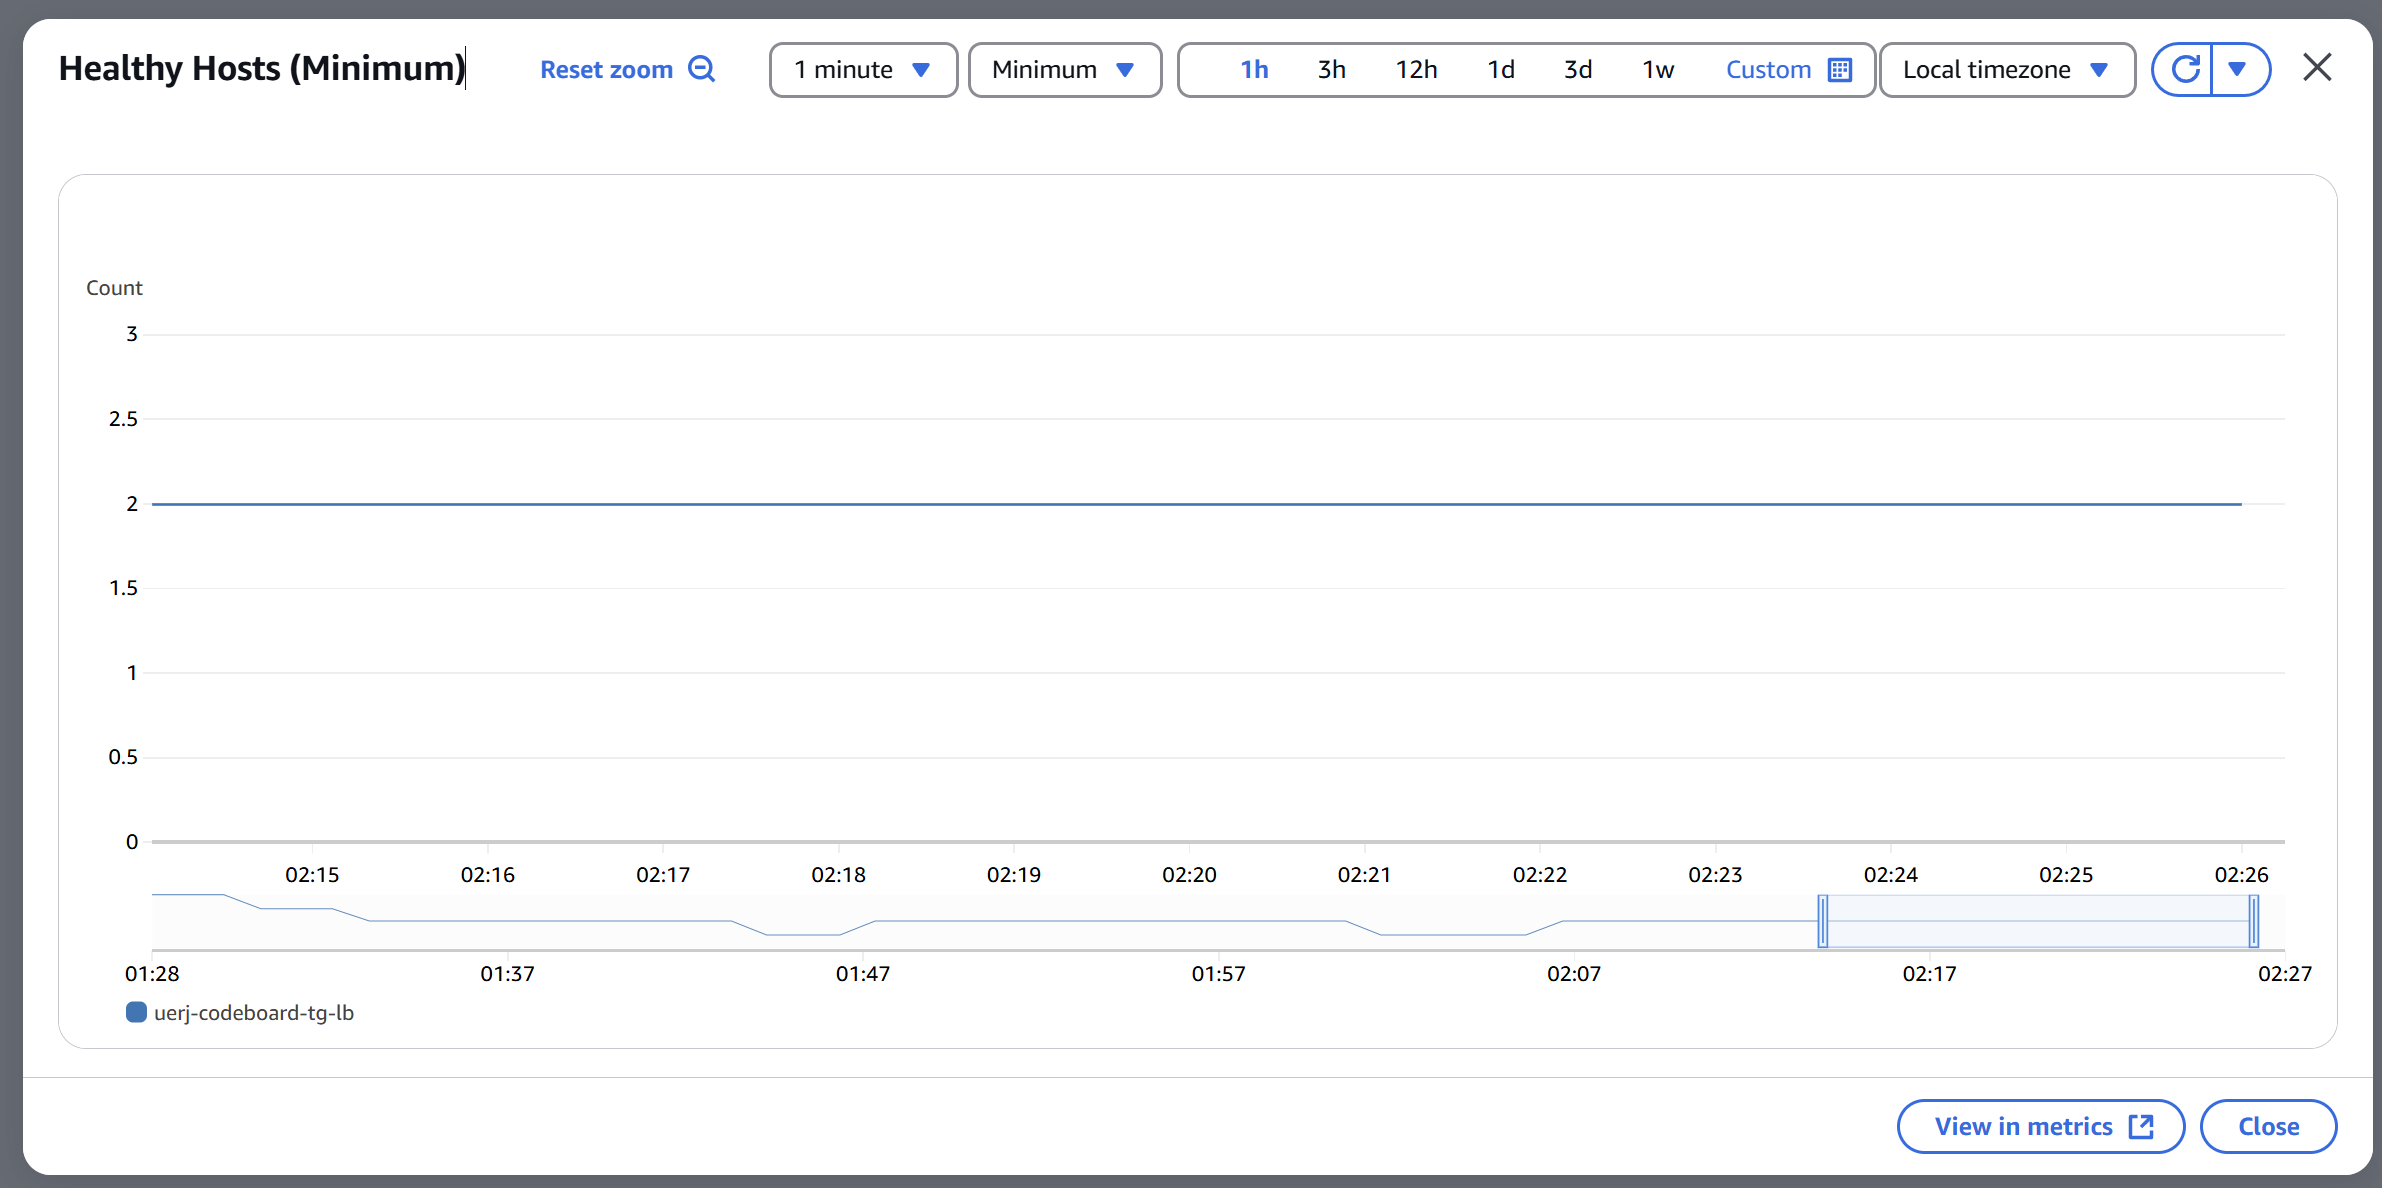 Healthy Hosts (Minimum)
Reset zoom
1 minute
Minimum
1h 3h 12h 1d 3d 1w Custom
Local timezone
Count
3
2.5
2
1.5
1
0.5
0
02:15 02:16 02:17 02:18 02:19 02:20 02:21 02:22 02:23 02:24 02:25 02:26
01:28 01:37 01:47 01:57 02:07 02:17 02:27
uerj-codeboard-tg-lb
View in metrics
Close